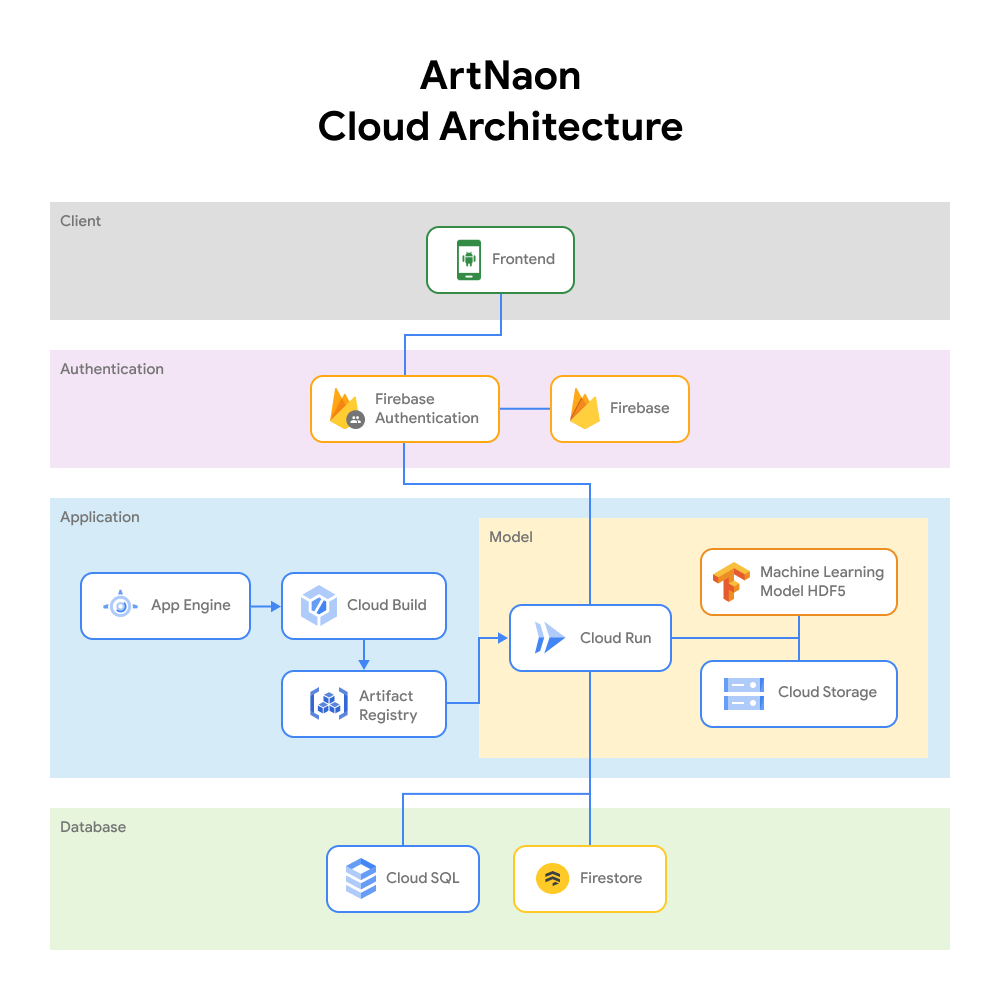 ArtNaon
Cloud Architecture
Client
Frontend
Authentication
Firebase
Authentication
Firebase
Application
Model
App Engine
Cloud Build
Artifact
Registry
Cloud Run
Machine Learning
Model HDF5
Cloud Storage
Database
Cloud SQL
Firestore